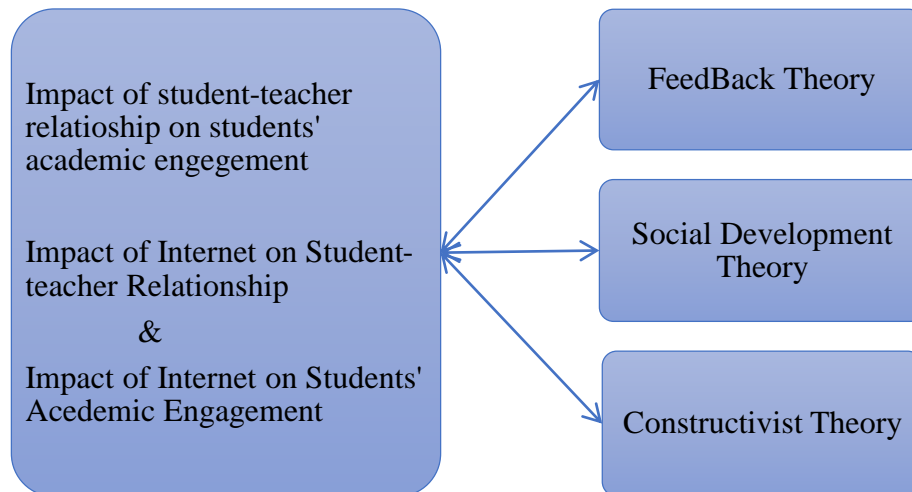 Impact of student-teacher
relatioship on students'
academic engegement
Impact of Internet on Student-
teacher Relationship
&
Impact of Internet on Students'
Acedemic Engagement
FeedBack Theory
Social Development
Theory
Constructivist Theory